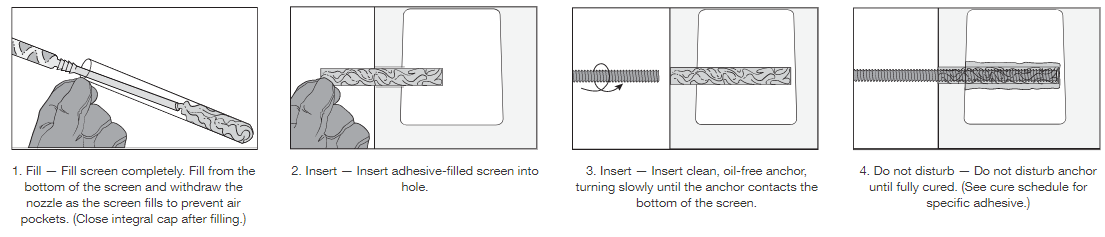 1. Fill — Fill screen completely. Fill from the
bottom of the screen and withdraw the
nozzle as the screen fills to prevent air
pockets. (Close integral cap after filling.)
2. Insert — Insert adhesive-filled screen into
hole.
3. Insert — Insert clean, oil-free anchor,
turning slowly until the anchor contacts the
bottom of the screen.
4. Do not disturb — Do not disturb anchor
until fully cured. (See cure schedule for
specific adhesive.)